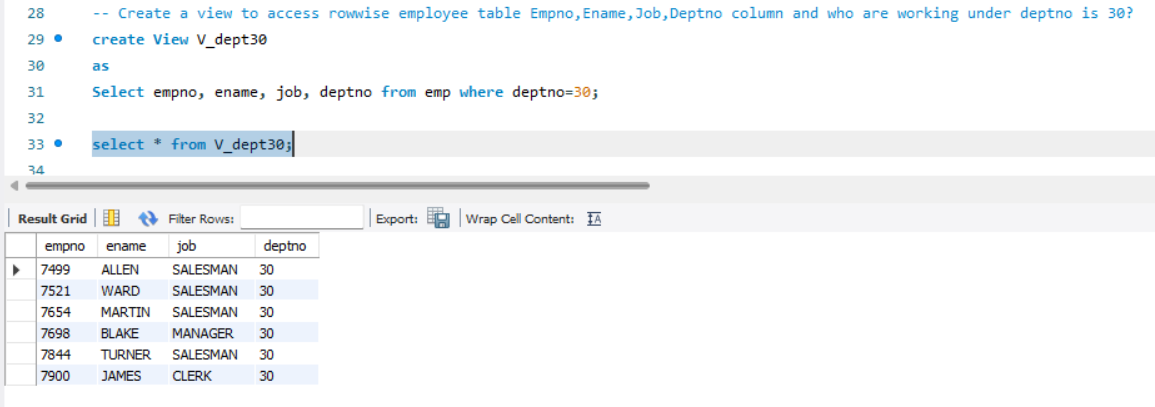 28 -- Create a view to access rowwise employee table Empno,Ename,Job,Deptno column and who are working under deptno is 30?
29 create View V_dept30
30 as
31 Select empno, ename, job, deptno from emp where deptno=30;
32
33 select * from V_dept30;
34
Result Grid Filter Rows: Export: Wrap Cell Content: IA
empno ename job deptno
7499 ALLEN SALESMAN 30
7521 WARD SALESMAN 30
7654 MARTIN SALESMAN 30
7698 BLAKE MANAGER 30
7844 TURNER SALESMAN 30
7900 JAMES CLERK 30